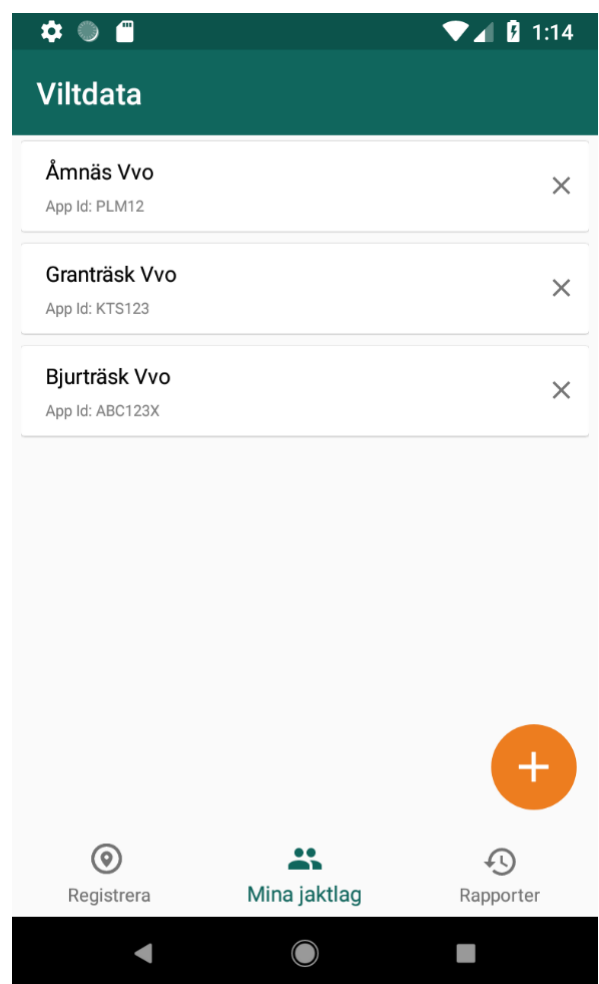 1:14
Viltdata
Åmnäs Vvo
App Id: PLM12
Granträsk Vvo
App Id: KTS123
Bjurträsk Vvo
App Id: ABC123X
Registrera
Mina jaktlag
Rapporter